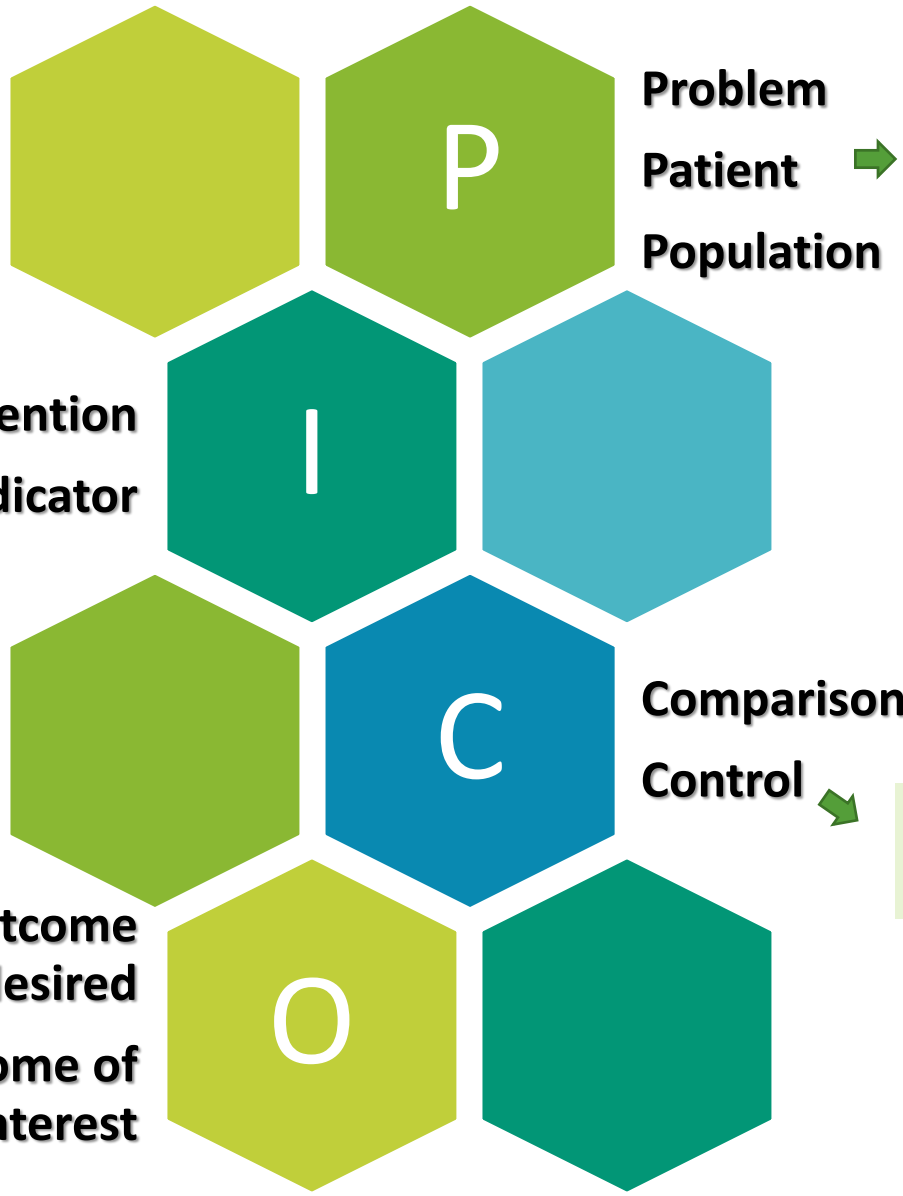 P
Problem
Patient
Population
ention
dicator
I
C
Comparison
Control
tcome
lesired
O
ome of
nterest